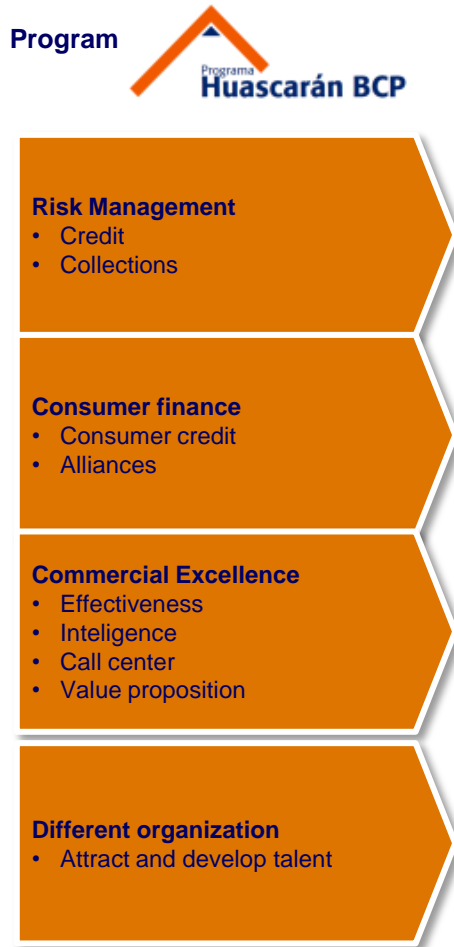 Program
Programa
Huascarán BCP
Risk Management
• Credit
• Collections
Consumer finance
• Consumer credit
• Alliances
Commercial Excellence
• Effectiveness
• Inteligence
• Call center
• Value proposition
Different organization
• Attract and develop talent